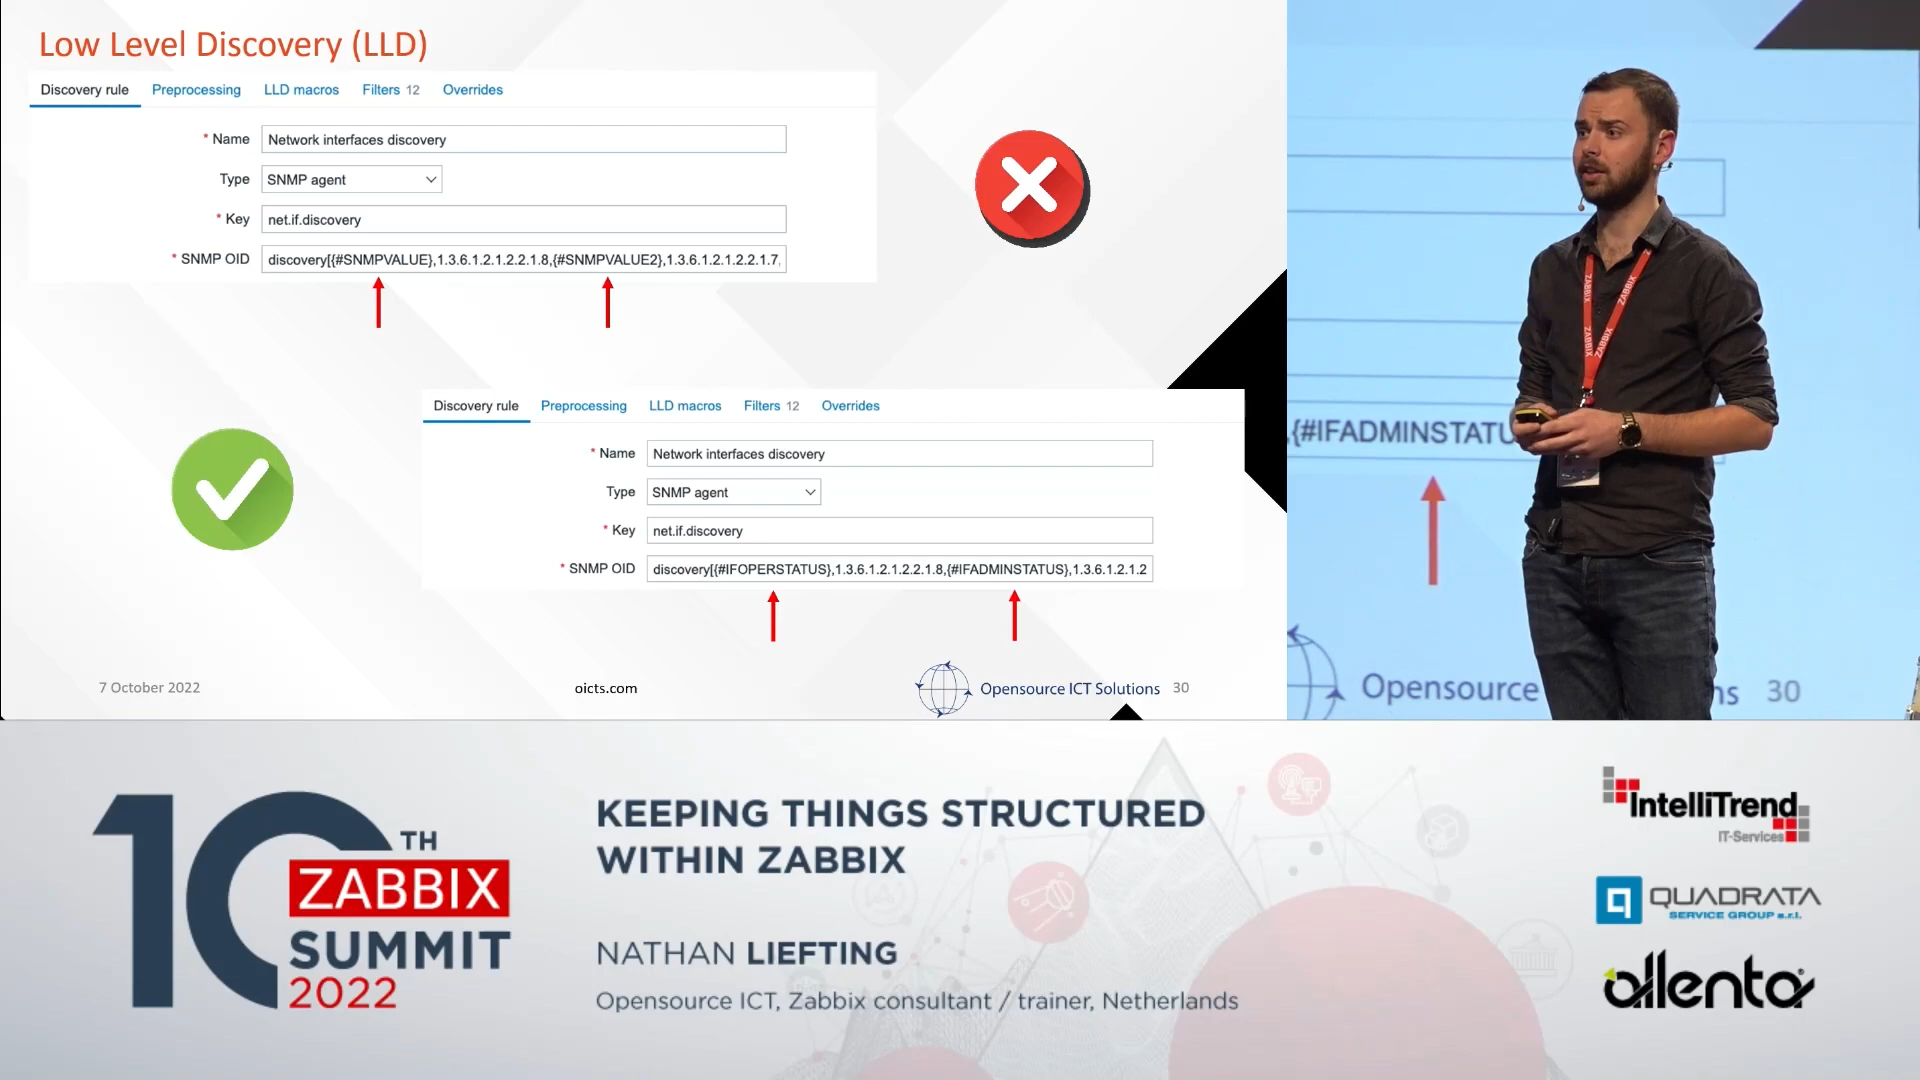 Low Level Discovery (LLD)
Discovery rule Preprocessing LLD macros Filters 12 Overrides
* Name Network interfaces discovery
Type SNMP agent
* Key net.if.discovery
* SNMP OID discovery[{#SNMPVALUE},1.3.6.1.2.1.2.2.1.8,{#SNMPVALUE2},1.3.6.1.2.1.2.2.1.7,
Discovery rule Preprocessing LLD macros Filters 12 Overrides
* Name Network interfaces discovery
Type SNMP agent
* Key net.if.discovery
* SNMP OID discovery[{#IFOPERSTATUS},1.3.6.1.2.1.2.2.1.8,{#IFADMINSTATUS},1.3.6.1.2.1.2
7 October 2022
oicts.com
Opensource ICT Solutions 30
ZABBIX
ZABBIX
ZABBIX
,{#IFADMINSTATU
Opensource ns 30
10TH
ZABBIX
SUMMIT
2022
KEEPING THINGS STRUCTURED
WITHIN ZABBIX
NATHAN LIEFTING
Opensource ICT, Zabbix consultant / trainer, Netherlands
IntelliTrend
IT-Services
QUADRATA
SERVICE GROUP s.r.l.
allenta